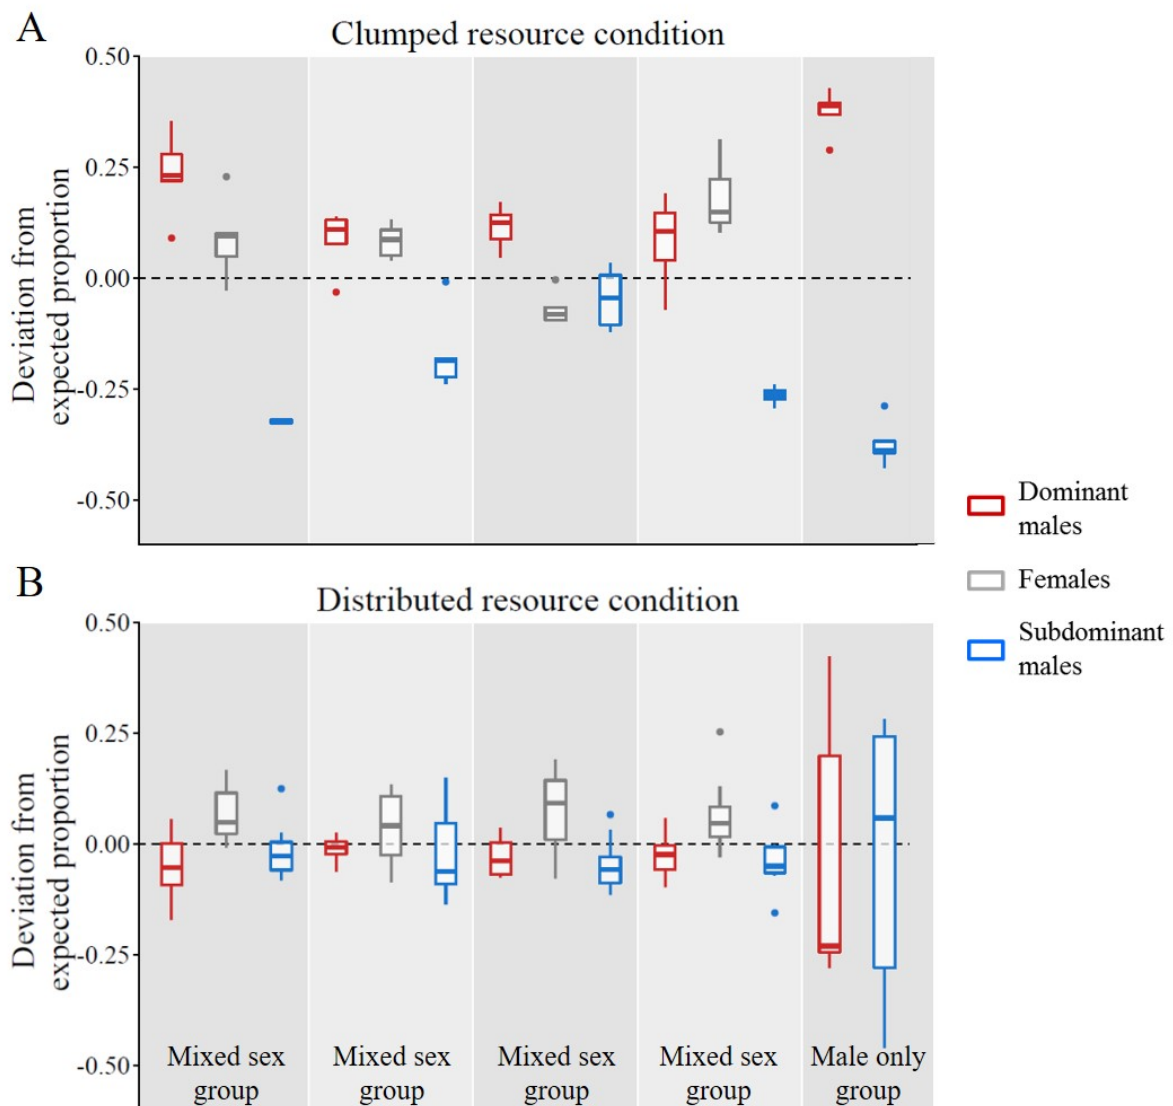 A
Clumped resource condition
Deviation from
expected proportion
0.50
0.25
0.00
-0.25
-0.50
Dominant
males
Females
Subdominant
males
B
Distributed resource condition
Deviation from
expected proportion
0.50
0.25
0.00
-0.25
-0.50
Mixed sex
group
Mixed sex
group
Mixed sex
group
Mixed sex
group
Male only
group